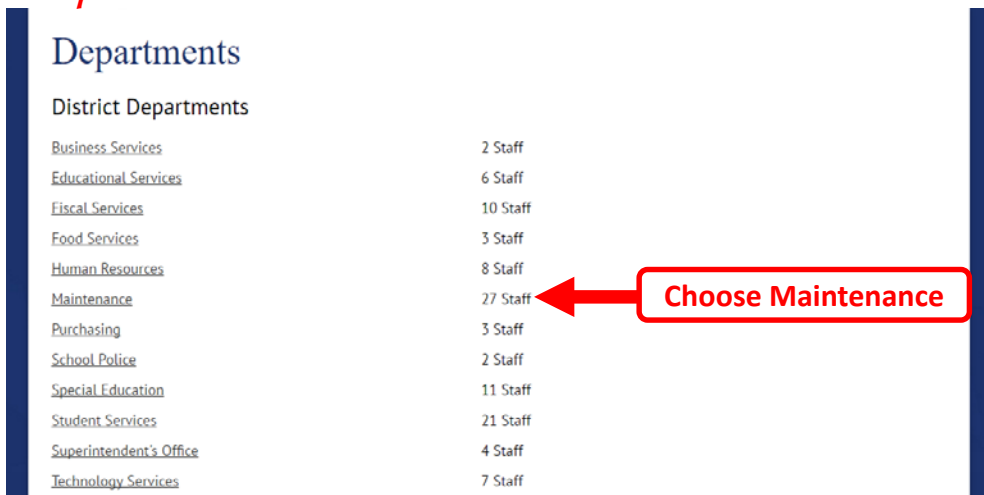 Departments
District Departments
Business Services 2 Staff
Educational Services 6 Staff
Fiscal Services 10 Staff
Food Services 3 Staff
Human Resources 8 Staff
Maintenance 27 Staff Choose Maintenance
Purchasing 3 Staff
School Police 2 Staff
Special Education 11 Staff
Student Services 21 Staff
Superintendent's Office 4 Staff
Technology Services 7 Staff